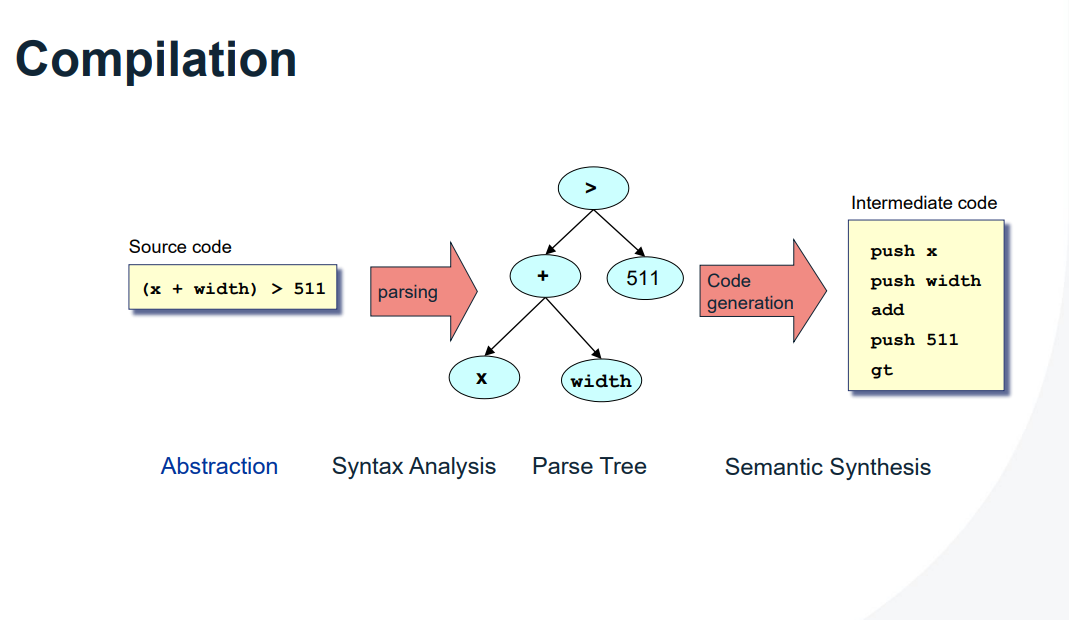 Compilation
Source code
(x + width) > 511
parsing
>
+
511
x
width
Code
generation
Intermediate code
push x
push width
add
push 511
gt
Abstraction
Syntax Analysis
Parse Tree
Semantic Synthesis